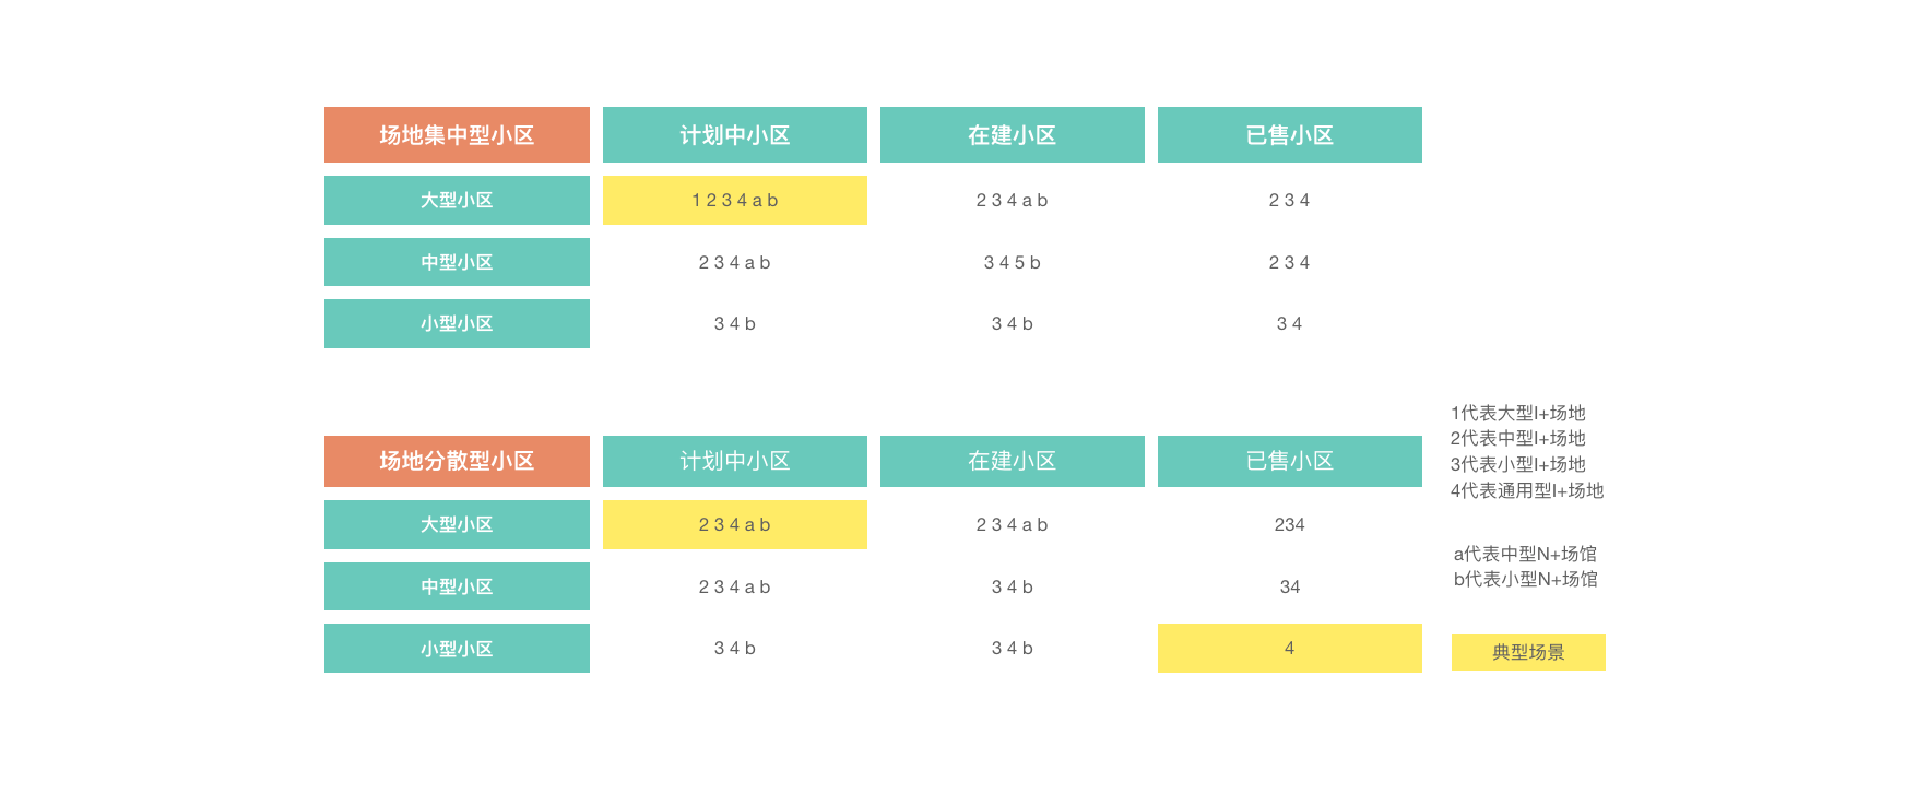 场地集中型小区 计划中小区 在建小区 已售小区
大型小区 1 2 3 4 a b 2 3 4 a b 2 3 4
中型小区 2 3 4 a b 3 4 5 b 2 3 4
小型小区 3 4 b 3 4 b 3 4
场地分散型小区 计划中小区 在建小区 已售小区
大型小区 2 3 4 a b 2 3 4 a b 234
中型小区 2 3 4 a b 3 4 b 34
小型小区 3 4 b 3 4 b 4
1代表大型I+场地
2代表中型I+场地
3代表小型I+场地
4代表通用型I+场地
a代表中型N+场馆
b代表小型N+场馆
典型场景